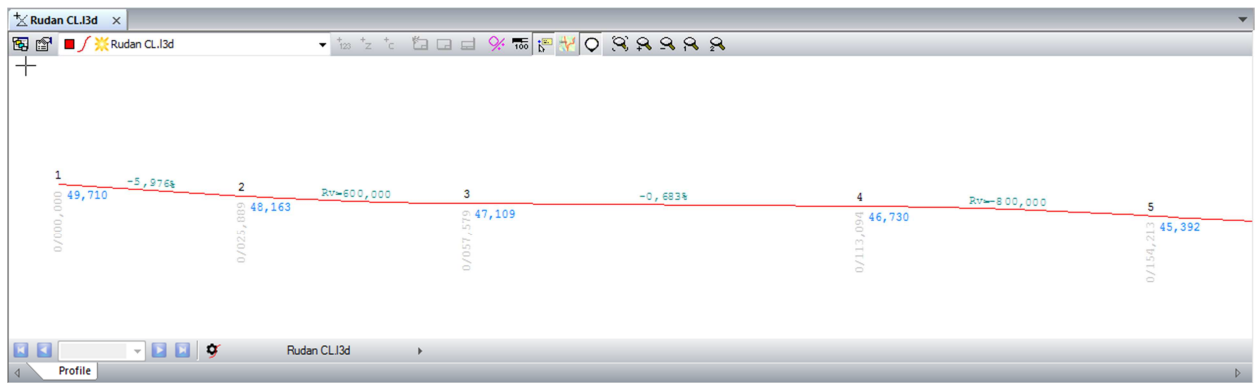 Rudan CL.l3d
Rudan CL.l3d
1
-5,976%
49,710
0/000,000
2
48,163
0/025,889
Rv=600,000
3
47,109
0/057,579
-0,683%
4
46,730
0/113,094
Rv=-800,000
5
45,392
0/154,213
Rudan CL.l3d
Profile